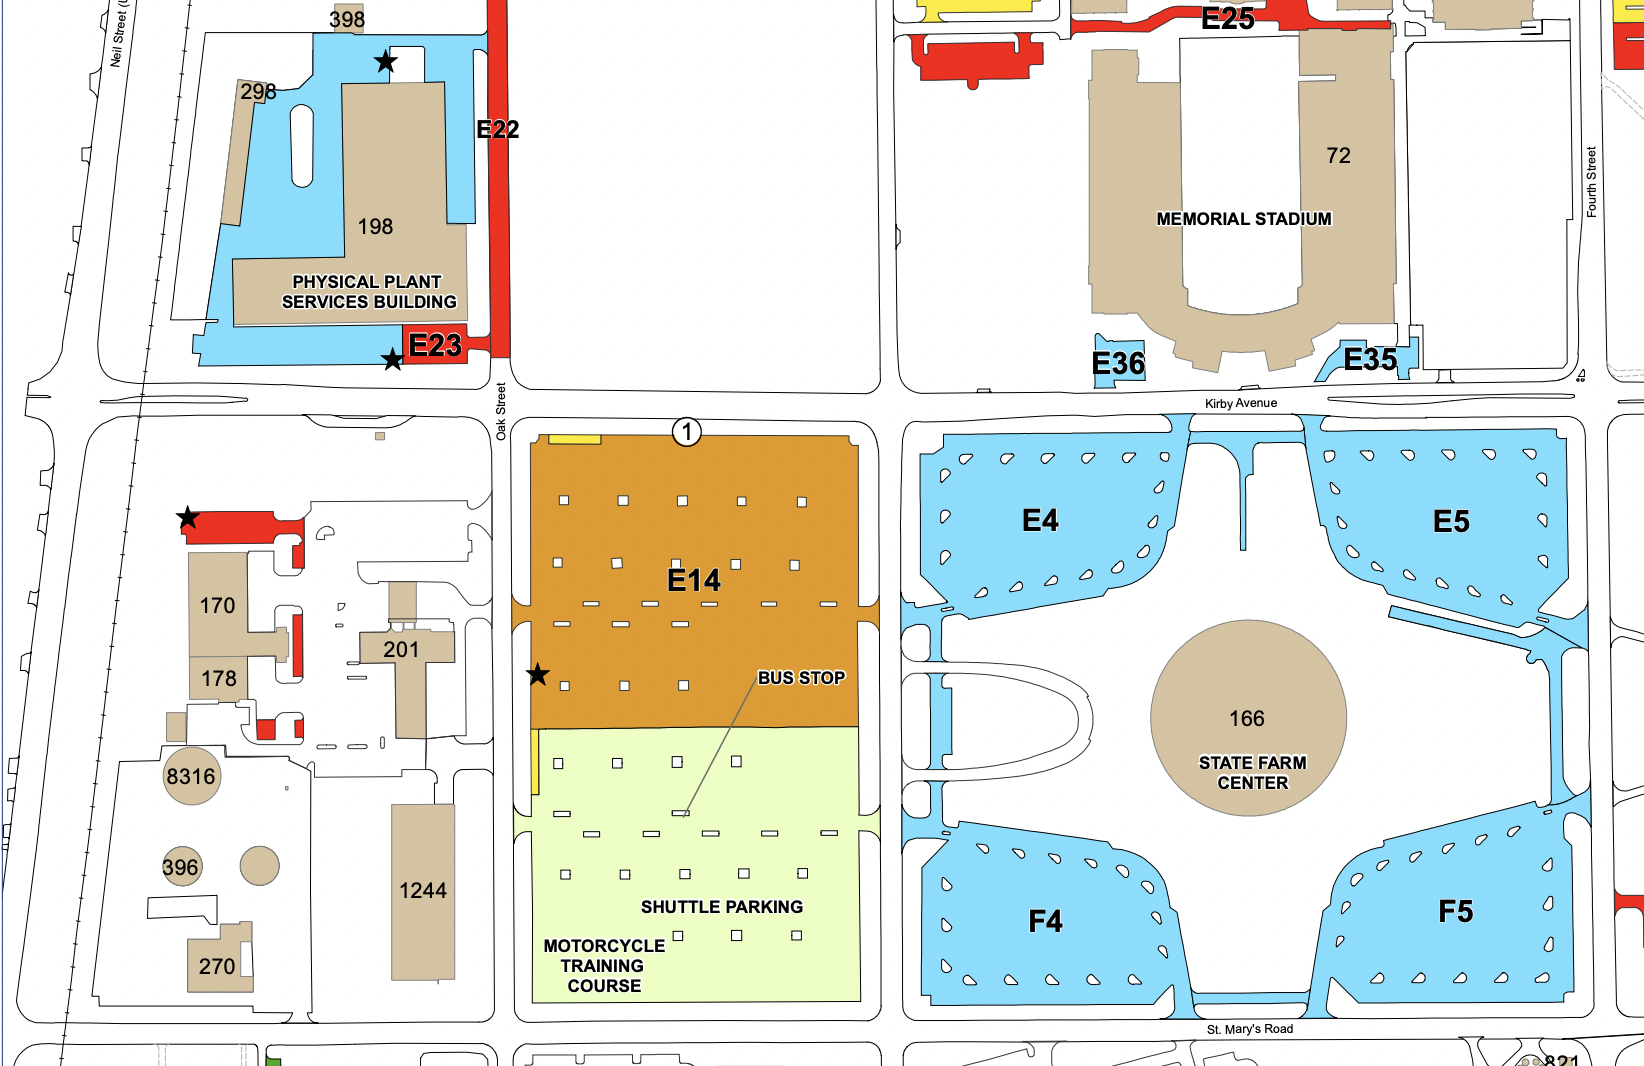 398
E25
Neil Street (U
298
E22
72
Fourth Street
198
MEMORIAL STADIUM
PHYSICAL PLANT
SERVICES BUILDING
E23
E36
E35
Oak Street
Kirby Avenue
1
E4
E5
E14
170
201
178
BUS STOP
166
STATE FARM
CENTER
8316
396
1244
SHUTTLE PARKING
F4
F5
MOTORCYCLE
TRAINING
COURSE
270
St. Mary's Road
821